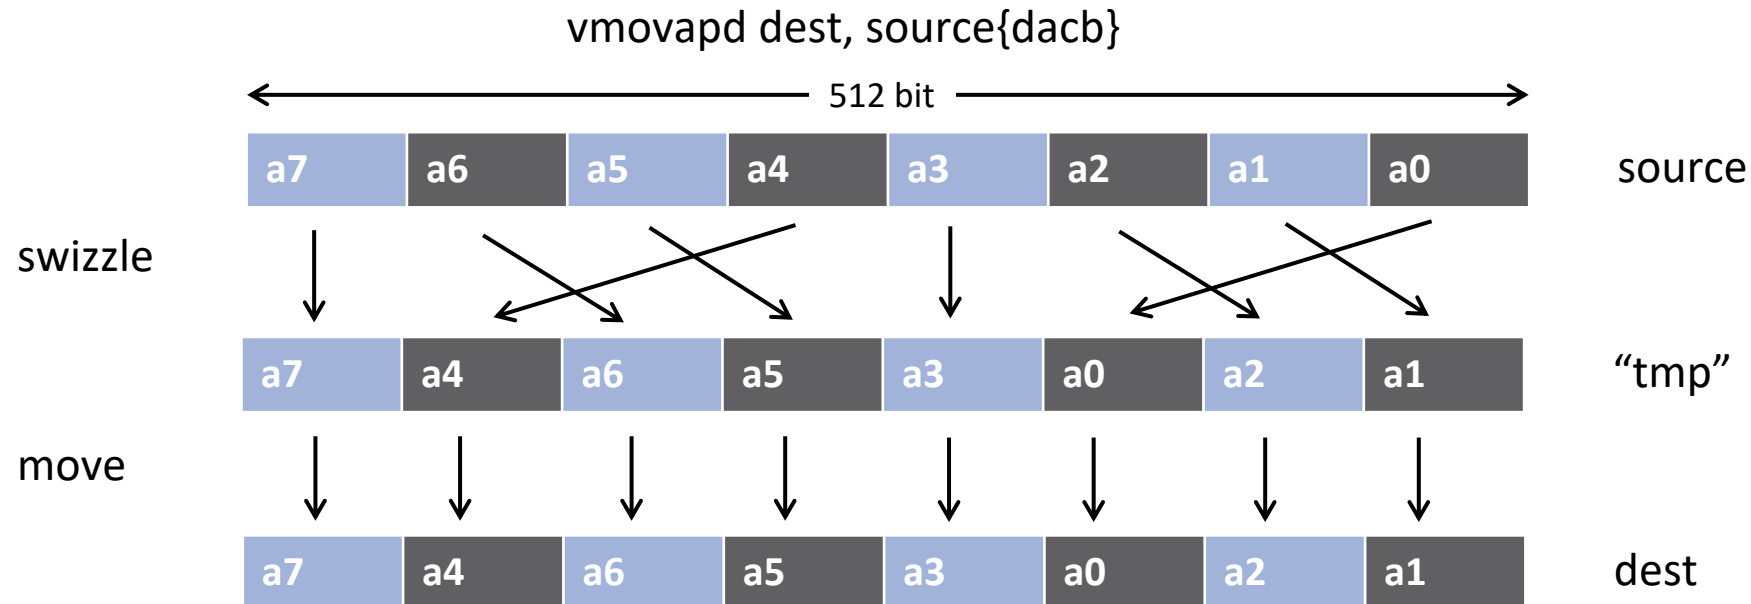 vmovapd dest, source{dacb}
512 bit
a7 a6 a5 a4 a3 a2 a1 a0 source
swizzle
a7 a4 a6 a5 a3 a0 a2 a1 “tmp”
move
a7 a4 a6 a5 a3 a0 a2 a1 dest